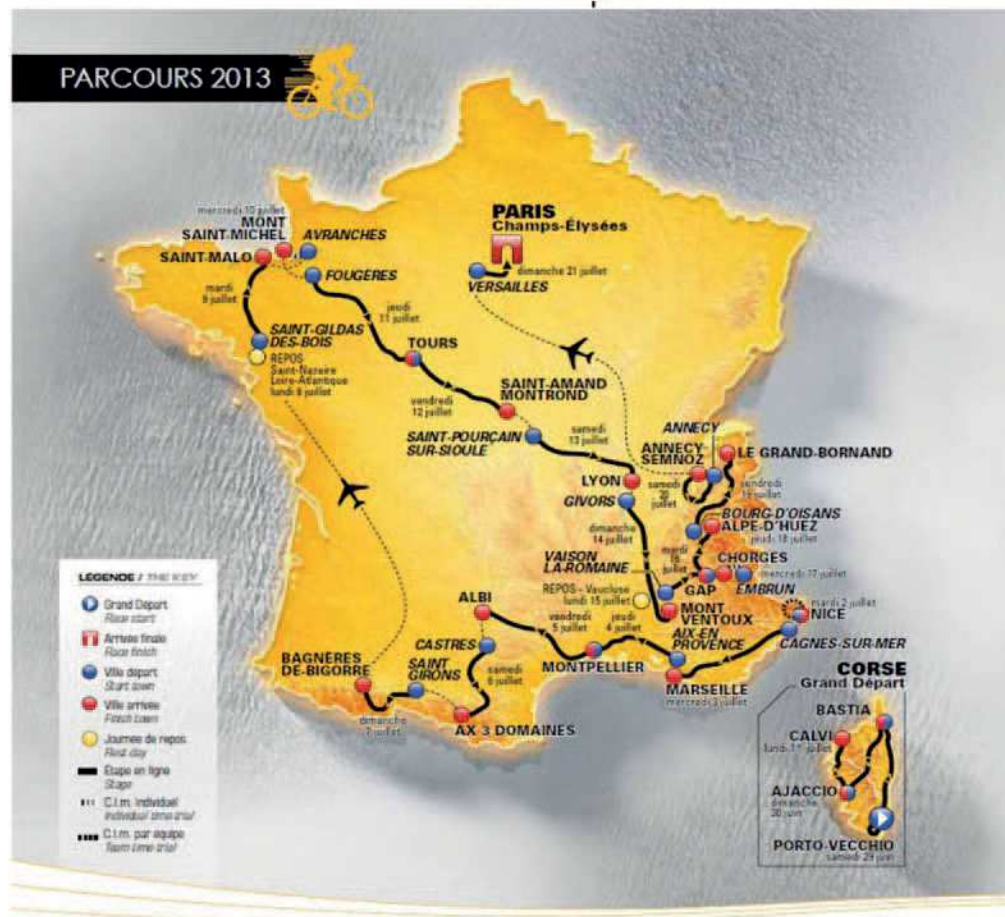 PARCOURS 2013
mercredi 10 juillet
MONT
SAINT-MICHEL
AVRANCHES
SAINT-MALO
FOUGÈRES
PARIS
Champs-Élysées
dimanche 21 juillet
VERSAILLES
mardi
9 juillet
jeudi
11 juillet
SAINT-GILDAS
DES-BOIS
REPOS
Saint-Nazaire
Loire-Atlantique
lundi 8 juillet
TOURS
vendredi
12 juillet
SAINT-AMAND
MONTROND
samedi
13 juillet
SAINT-POURÇAIN
SUR-SIOULE
ANNECY
ANNECY-
SEMNOZ
LE GRAND-BORNAND
LYON
samedi
20
juillet
vendredi
19 juillet
GIVORS
BOURG-D'OISANS
ALPE-D'HUEZ
jeudi 18 juillet
dimanche
14 juillet
mardi
16
juillet
VAISON
LA-ROMAINE
CHORGES
mercredi 17 juillet
EMBRUN
GAP
REPOS - Vaucluse
lundi 15 juillet
MONT
VENTOUX
mardi 2 juillet
NICE
CAGNES-SUR-MER
ALBI
vendredi
5 juillet
jeudi
4 juillet
AIX-EN
PROVENCE
CASTRES
MONTPELLIER
MARSEILLE
mercredi 3 juillet
samedi
6 juillet
SAINT
GIRONS
BAGNÈRES
DE-BIGORRE
dimanche
7 juillet
AX 3 DOMAINES
CORSE
Grand Départ
BASTIA
CALVI
lundi 1er juillet
AJACCIO
dimanche
30 juin
PORTO-VECCHIO
samedi 29 juin
LÉGENDE / THE KEY
Grand Départ
Race start
Arrivée finale
Race finish
Ville départ
Start town
Ville arrivée
Finish town
Journée de repos
Rest day
Etape en ligne
Stage
C.l.m. individuel
Individual time trial
C.l.m. par équipe
Team time trial